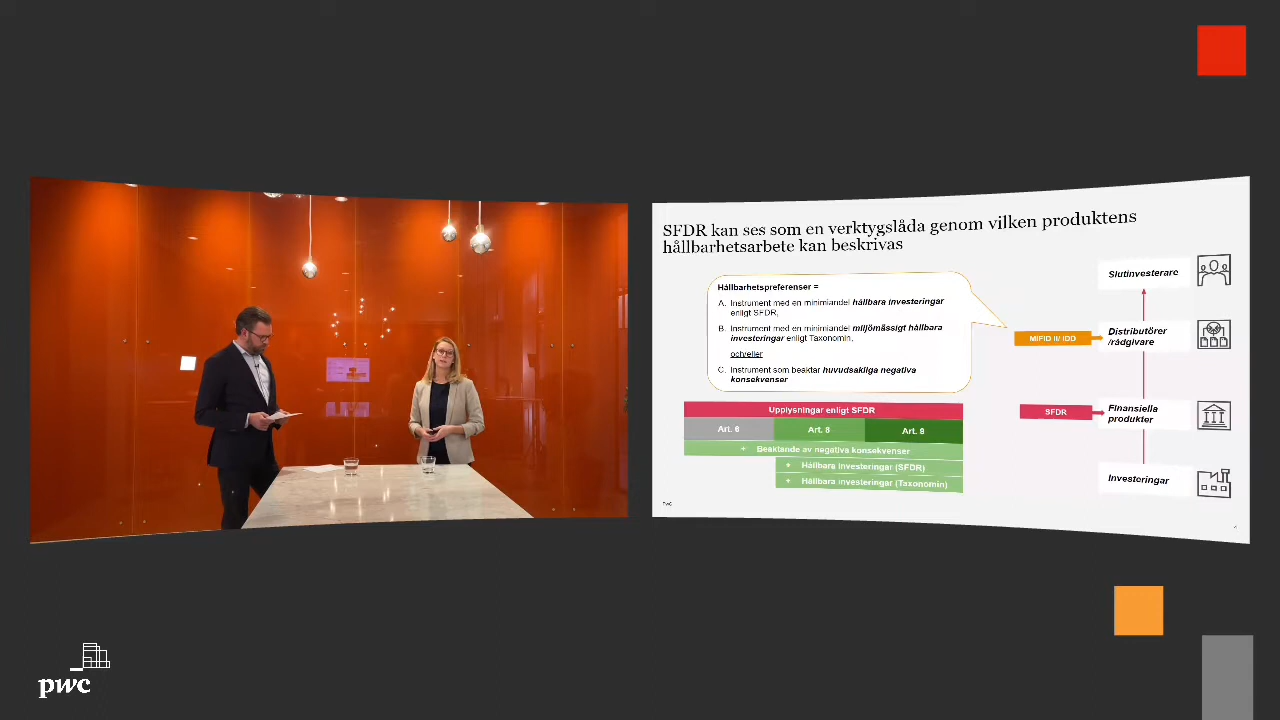 SFDR kan ses som en verktygslåda genom vilken produktens
hållbarhetsarbete kan beskrivas
Hållbarhetspreferenser =
A. Instrument med en minimiandel hållbara investeringar
enligt SFDR,
B. Instrument med en minimiandel miljömässigt hållbara
investeringar enligt Taxonomin,
och/eller
C. Instrument som beaktar huvudsakliga negativa
konsekvenser
Upplysningar enligt SFDR
Art. 6
Art. 8
Art. 9
+ Beaktande av negativa konsekvenser
+ Hållbara investeringar (SFDR)
+ Hållbara investeringar (Taxonomin)
Slutinvesterare
MiFID II/ IDD
Distributörer
/rådgivare
SFDR
Finansiella
produkter
Investeringar
PwC
pwc